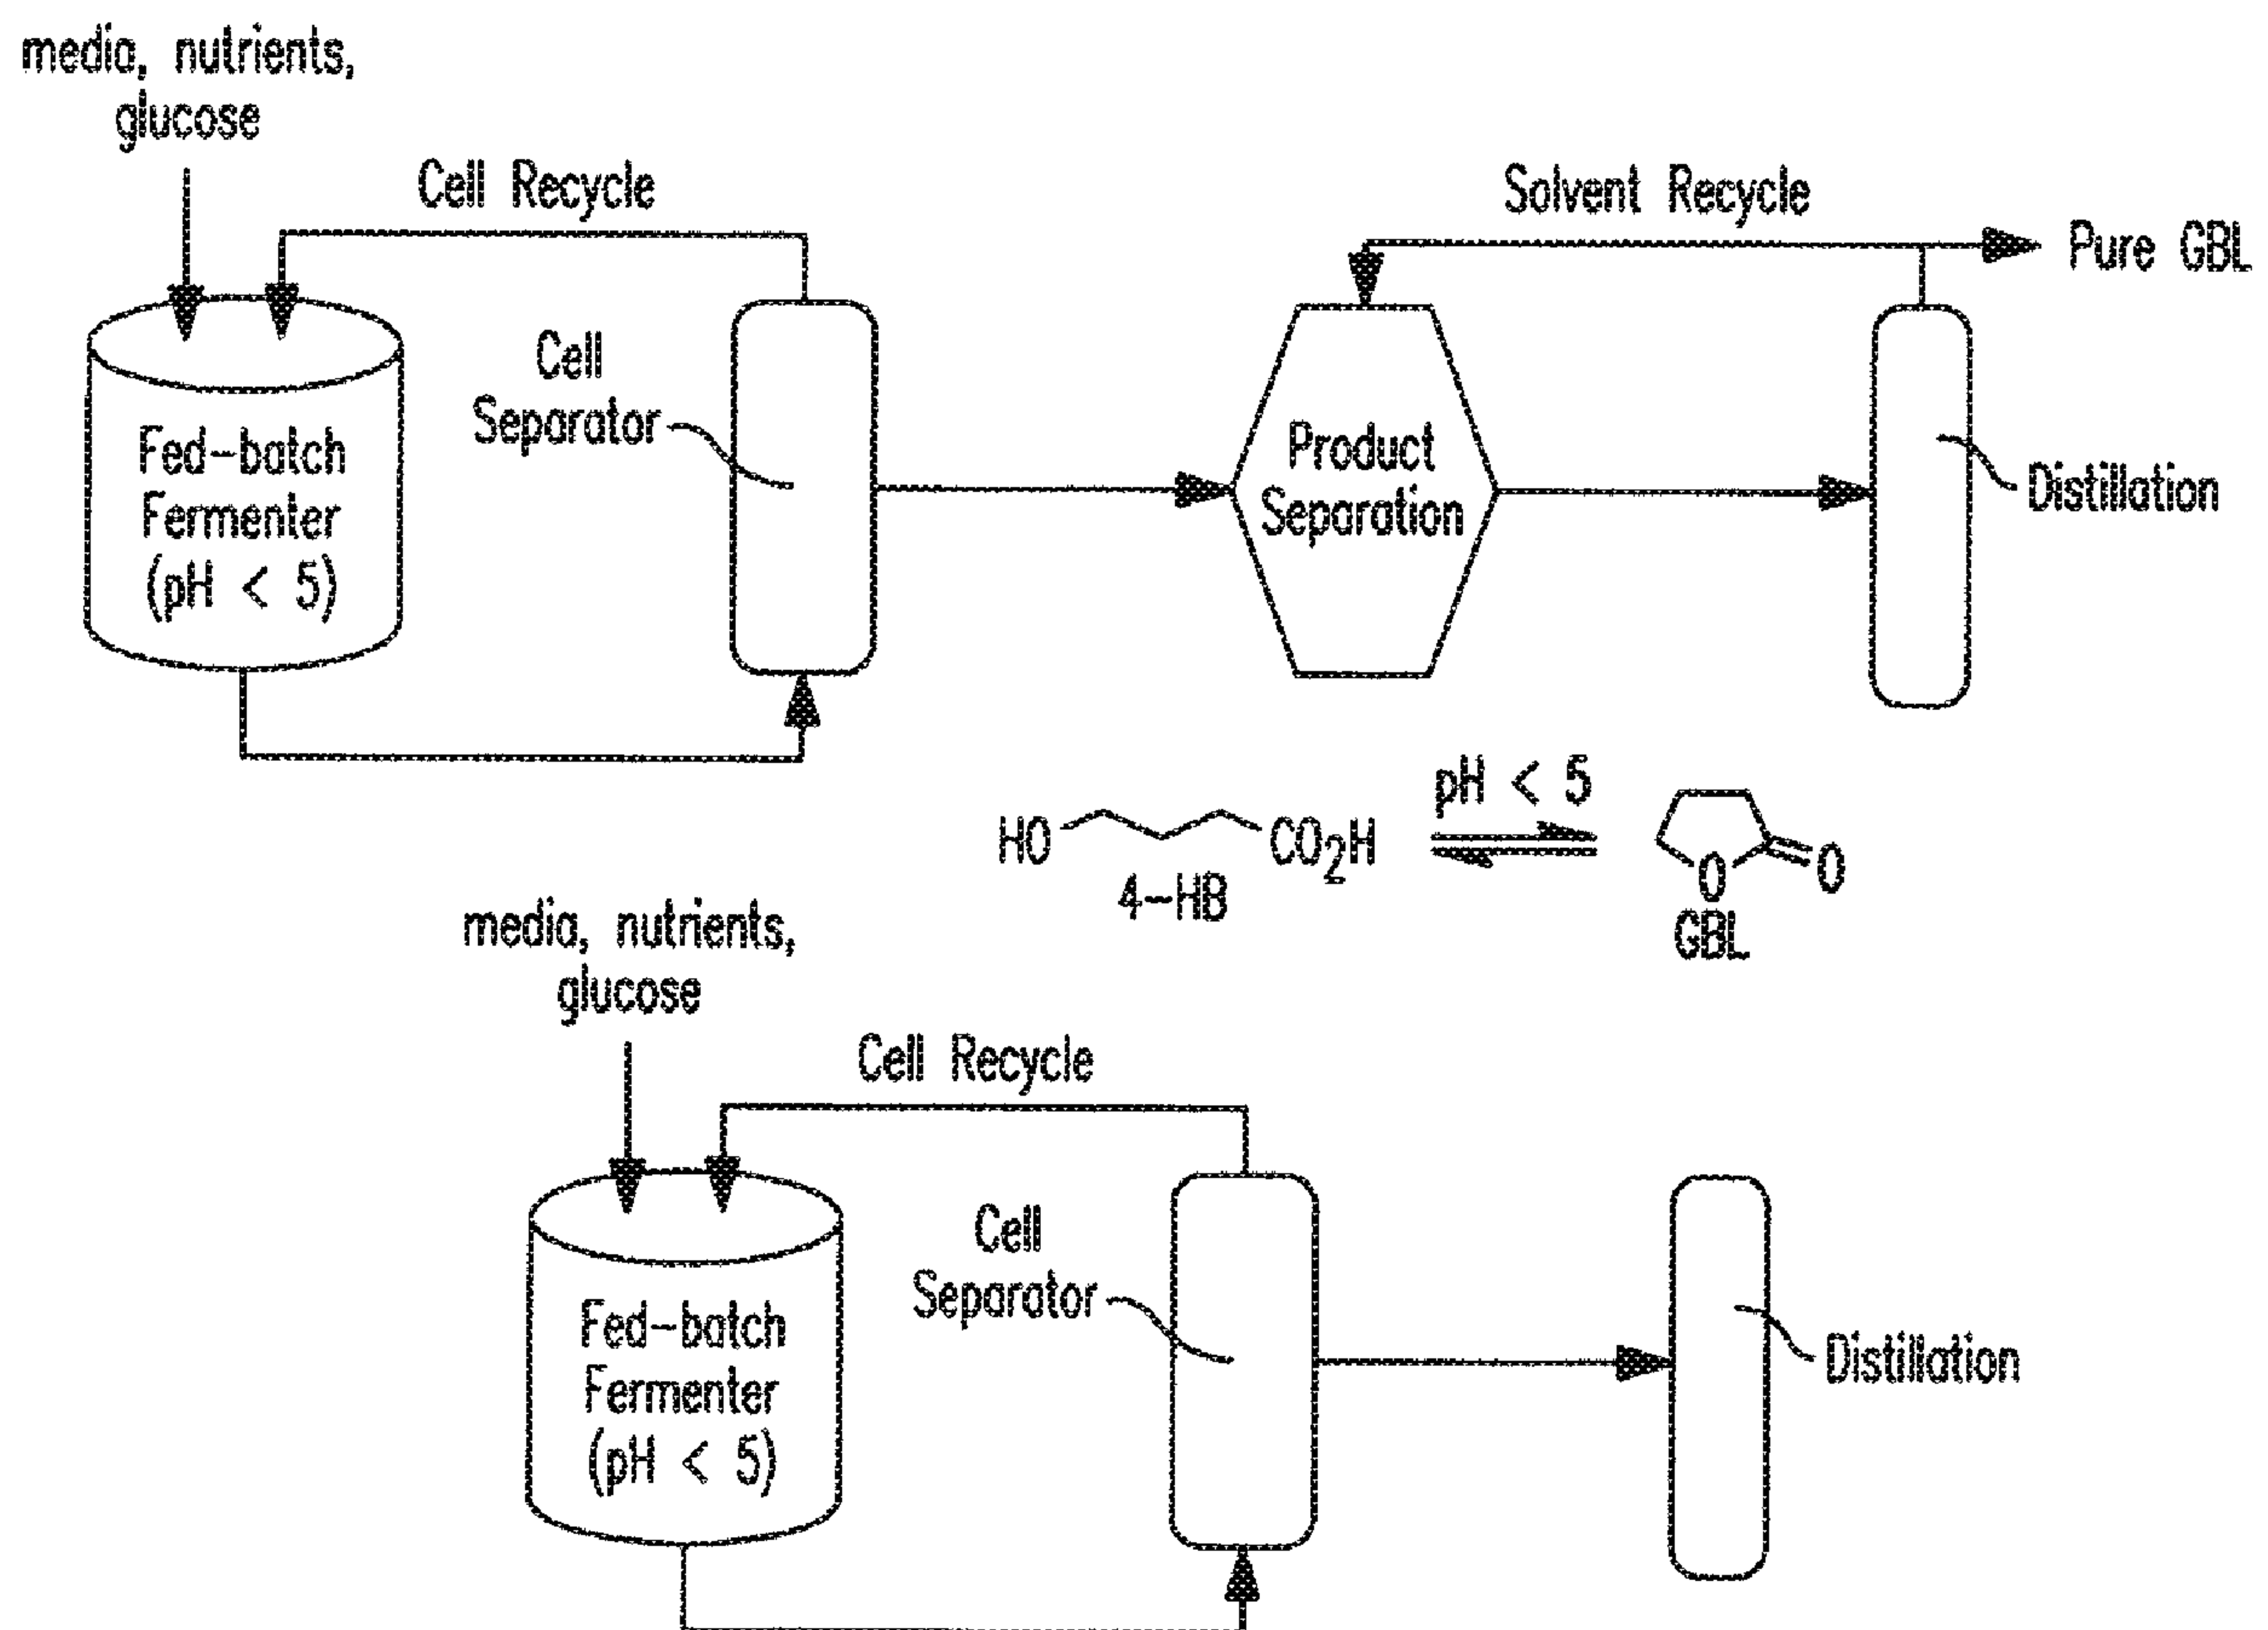 media, nutrients,
glucose
Cell Recycle
Solvent Recycle
Pure GBL
Cell
Separator
Fed-batch
Fermenter
(pH < 5)
Product
Separation
Distillation
pH < 5
HO
CO2H
4-HB
O
O
GBL
media, nutrients,
glucose
Cell Recycle
Cell
Separator
Fed-batch
Fermenter
(pH < 5)
Distillation